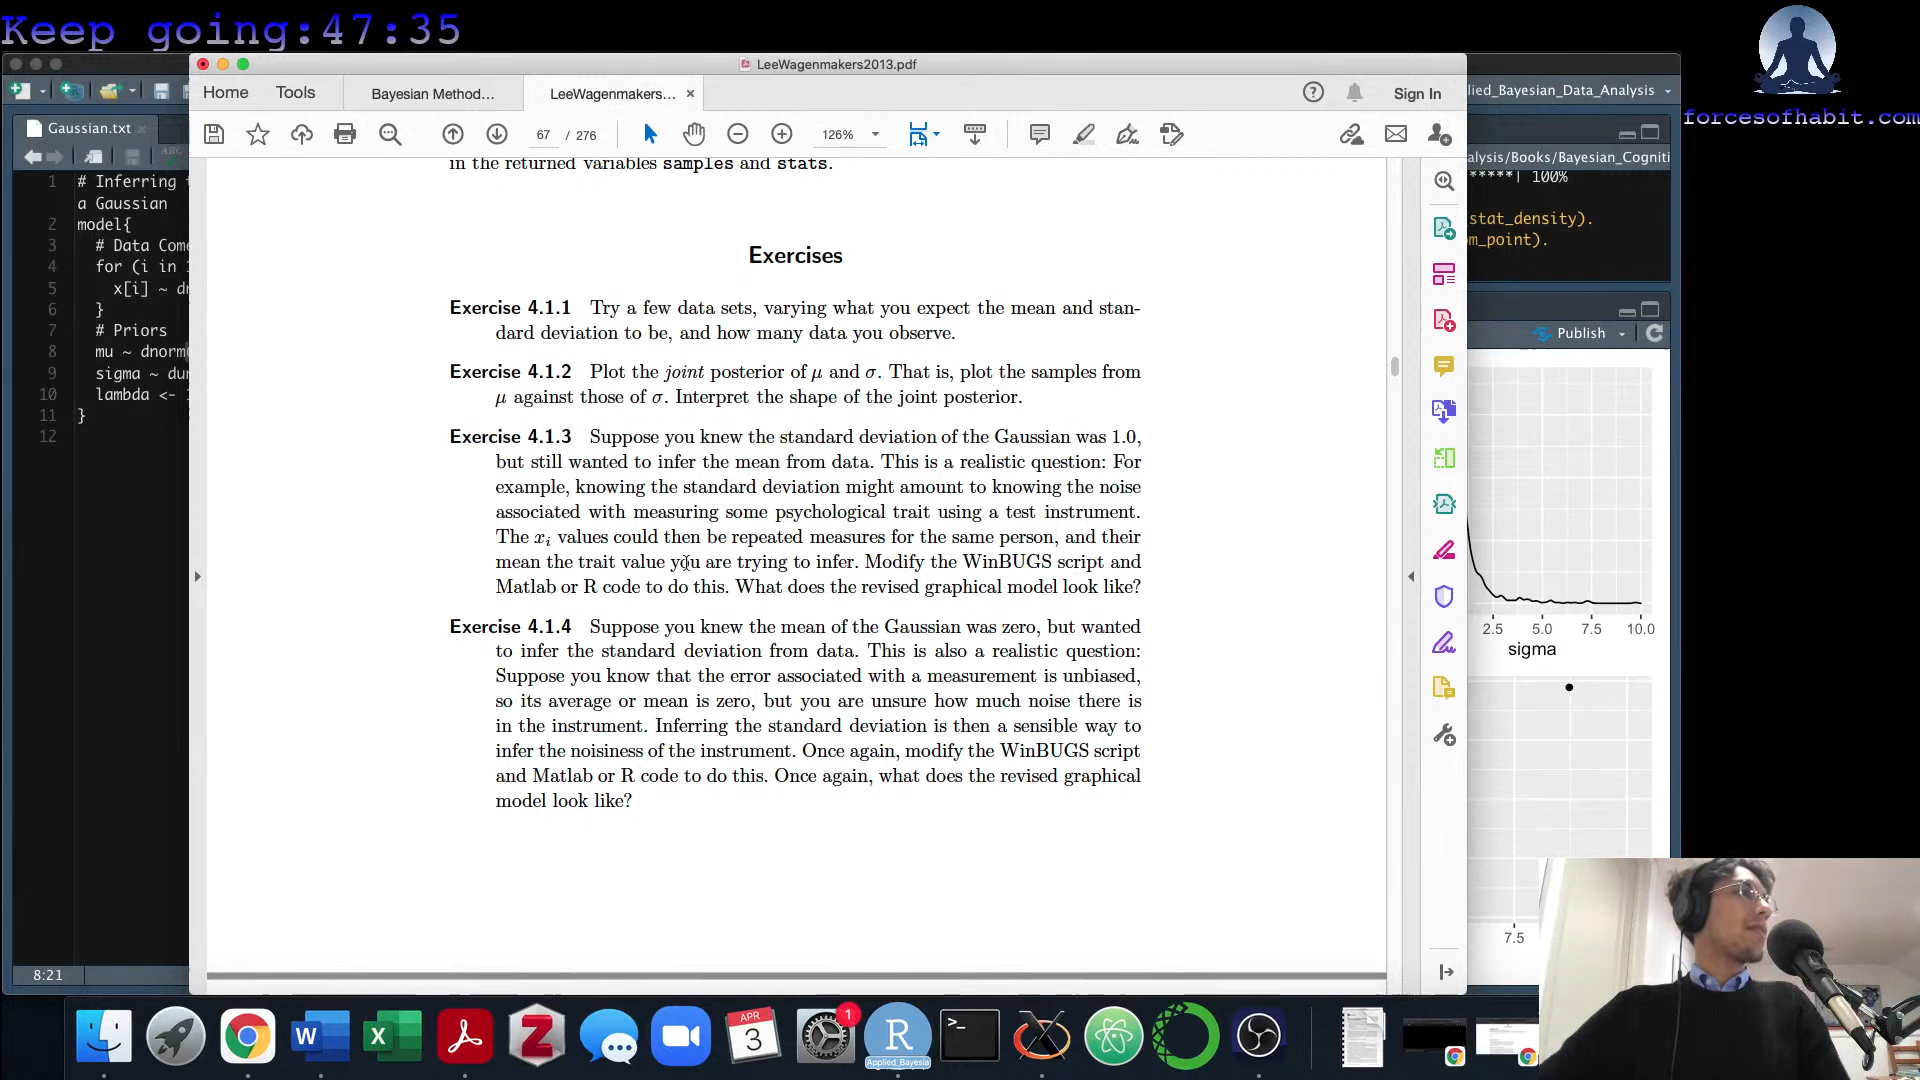 Keep going:47:35
forcesofhabit.com
LeeWagenmakers2013.pdf
Home
Tools
Bayesian Method...
LeeWagenmakers...
Sign In
67 / 276
126%
in the returned variables samples and stats.
Exercises
Exercise 4.1.1 Try a few data sets, varying what you expect the mean and stan-
dard deviation to be, and how many data you observe.
Exercise 4.1.2 Plot the joint posterior of μ and σ. That is, plot the samples from
μ against those of σ. Interpret the shape of the joint posterior.
Exercise 4.1.3 Suppose you knew the standard deviation of the Gaussian was 1.0,
but still wanted to infer the mean from data. This is a realistic question: For
example, knowing the standard deviation might amount to knowing the noise
associated with measuring some psychological trait using a test instrument.
The xi values could then be repeated measures for the same person, and their
mean the trait value you are trying to infer. Modify the WinBUGS script and
Matlab or R code to do this. What does the revised graphical model look like?
Exercise 4.1.4 Suppose you knew the mean of the Gaussian was zero, but wanted
to infer the standard deviation from data. This is also a realistic question:
Suppose you know that the error associated with a measurement is unbiased,
so its average or mean is zero, but you are unsure how much noise there is
in the instrument. Inferring the standard deviation is then a sensible way to
infer the noisiness of the instrument. Once again, modify the WinBUGS script
and Matlab or R code to do this. Once again, what does the revised graphical
model look like?
Gaussian.txt
ABC
1 # Inferring
a Gaussian
2 model{
3 # Data Come
4 for (i in
5 x[i] ~ dn
6 }
7 # Priors
8 mu ~ dnorm
9 sigma ~ du
10 lambda <-
11 }
12
8:21
lied_Bayesian_Data_Analysis
alysis/Books/Bayesian_Cogniti
*****| 100%
stat_density).
m_point).
Publish
2.5 5.0 7.5 10.0
sigma
7.5
W
X
Z
APR
3
1
R
Applied_Bayesia
>_